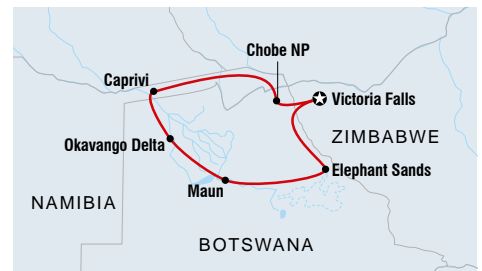 Chobe NP
Caprivi
Victoria Falls
ZIMBABWE
Okavango Delta
Elephant Sands
Maun
NAMIBIA
BOTSWANA